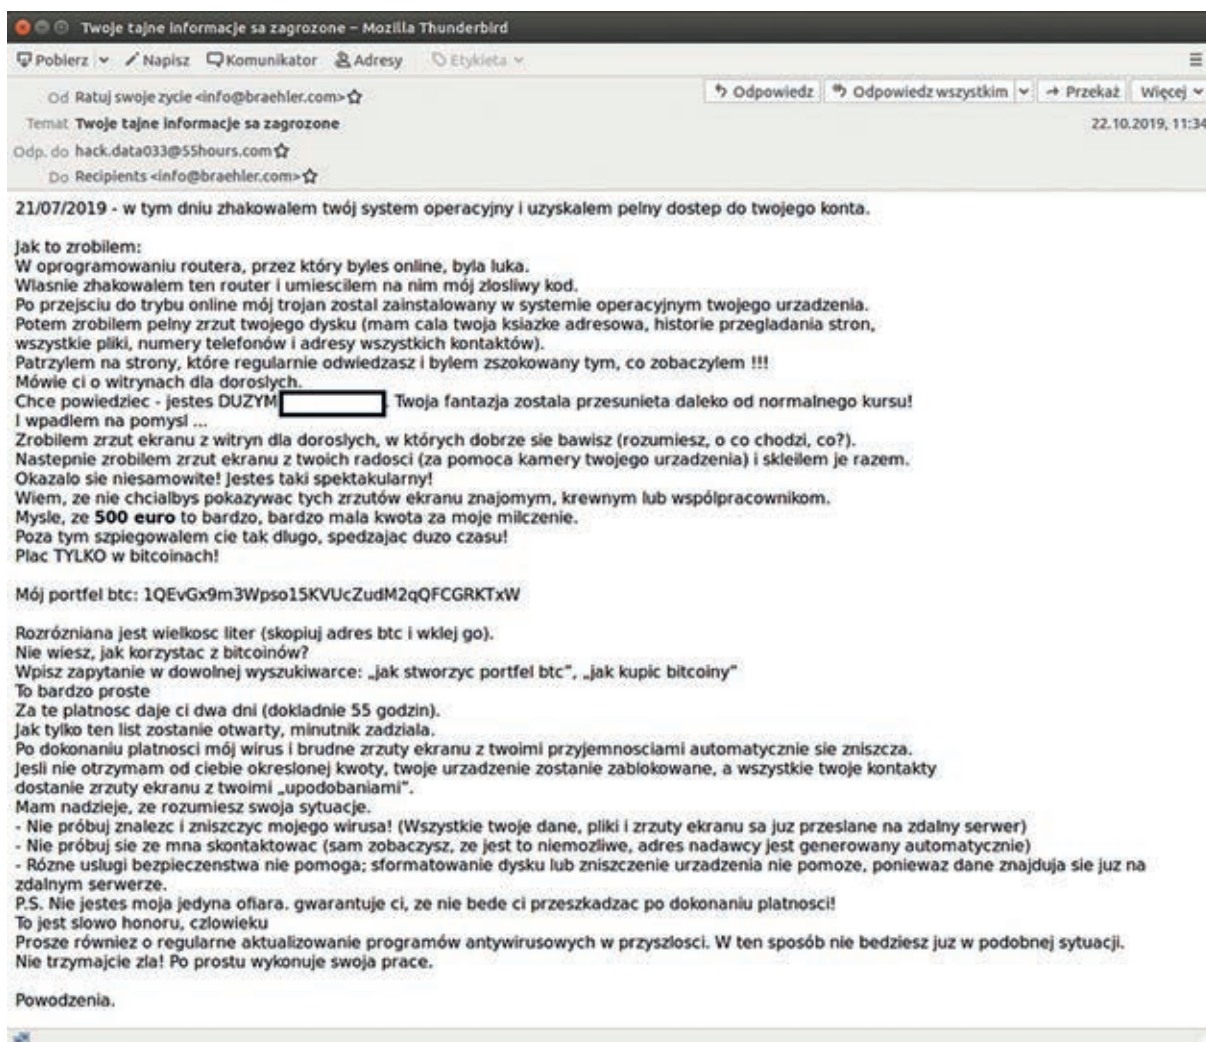 Twoje tajne informacje sa zagrozone – Mozilla Thunderbird
Pobierz Napisz Komunikator Adresy Etykieta
Od Ratuj swoje zycie <info@braehler.com>
Odpowiedz Odpowiedz wszystkim Przekaż Więcej
Temat Twoje tajne informacje sa zagrozone
22.10.2019, 11:34
Odp. do hack.data033@55hours.com
Do Recipients <info@braehler.com>
21/07/2019 - w tym dniu zhakowalem twój system operacyjny i uzyskalem pelny dostep do twojego konta.
Jak to zrobilem:
W oprogramowaniu routera, przez który byles online, byla luka.
Wlasnie zhakowalem ten router i umiescilem na nim mój zlosliwy kod.
Po przejsciu do trybu online mój trojan zostal zainstalowany w systemie operacyjnym twojego urzadzenia.
Potem zrobilem pelny zrzut twojego dysku (mam cala twoja ksiazke adresowa, historie przegladania stron,
wszystkie pliki, numery telefonów i adresy wszystkich kontaktów).
Patrzylem na strony, które regularnie odwiedzasz i bylem zszokowany tym, co zobaczylem !!!
Mówie ci o witrynach dla doroslych.
Chce powiedziec - jestes DUZYM . Twoja fantazja zostala przesunieta daleko od normalnego kursu!
I wpadlem na pomysl ...
Zrobilem zrzut ekranu z witryn dla doroslych, w których dobrze sie bawisz (rozumiesz, o co chodzi, co?).
Nastepnie zrobilem zrzut ekranu z twoich radosci (za pomoca kamery twojego urzadzenia) i skleilem je razem.
Okazalo sie niesamowite! Jestes taki spektakularny!
Wiem, ze nie chcialbys pokazywac tych zrzutów ekranu znajomym, krewnym lub wspólpracownikom.
Mysle, ze 500 euro to bardzo, bardzo mala kwota za moje milczenie.
Poza tym szpiegowalem cie tak dlugo, spedzajac duzo czasu!
Plac TYLKO w bitcoinach!
Mój portfel btc: 1QEvGx9m3Wpso15KVUcZudM2qQFCGRKTxW
Rozrózniana jest wielkosc liter (skopiuj adres btc i wklej go).
Nie wiesz, jak korzystac z bitcoinów?
Wpisz zapytanie w dowolnej wyszukiwarce: „jak stworzyc portfel btc“, „jak kupic bitcoiny“
To bardzo proste
Za te platnosc daje ci dwa dni (dokladnie 55 godzin).
Jak tylko ten list zostanie otwarty, minutnik zadziala.
Po dokonaniu platnosci mój wirus i brudne zrzuty ekranu z twoimi przyjemnosciami automatycznie sie zniszcza.
Jesli nie otrzymam od ciebie okreslonej kwoty, twoje urzadzenie zostanie zablokowane, a wszystkie twoje kontakty
dostanie zrzuty ekranu z twoimi „upodobaniami“.
Mam nadzieje, ze rozumiesz swoja sytuacje.
- Nie próbuj znalezc i zniszczyc mojego wirusa! (Wszystkie twoje dane, pliki i zrzuty ekranu sa juz przeslane na zdalny serwer)
- Nie próbuj sie ze mna skontaktowac (sam zobaczysz, ze jest to niemozliwe, adres nadawcy jest generowany automatycznie)
- Rózne uslugi bezpieczenstwa nie pomoga; sformatowanie dysku lub zniszczenie urzadzenia nie pomoze, poniewaz dane znajduja sie juz na
zdalnym serwerze.
P.S. Nie jestes moja jedyna ofiara. gwarantuje ci, ze nie bede ci przeszkadzac po dokonaniu platnosci!
To jest slowo honoru, czlowieku
Prosze równiez o regularne aktualizowanie programów antywirusowych w przyszlosci. W ten sposób nie bedziesz juz w podobnej sytuacji.
Nie trzymajcie zla! Po prostu wykonuje swoja prace.
Powodzenia.